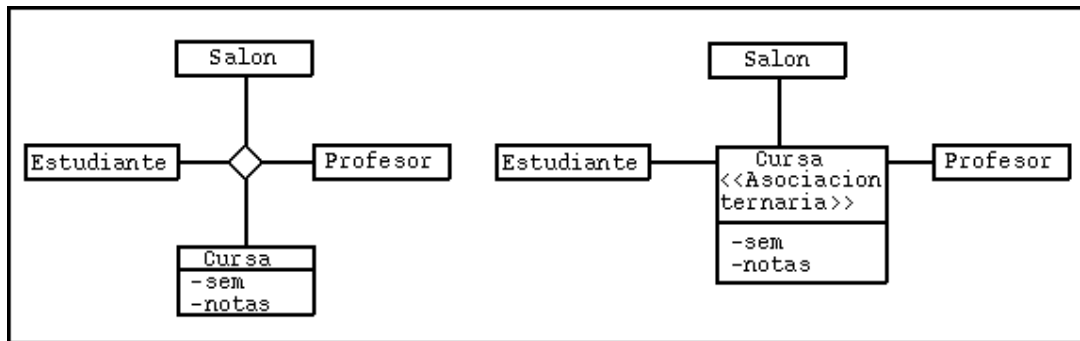 Salon
Estudiante
Profesor
Cursa
-sem
-notas
Salon
Estudiante
Cursa
<<Asociacion
ternaria>>
-sem
-notas
Profesor